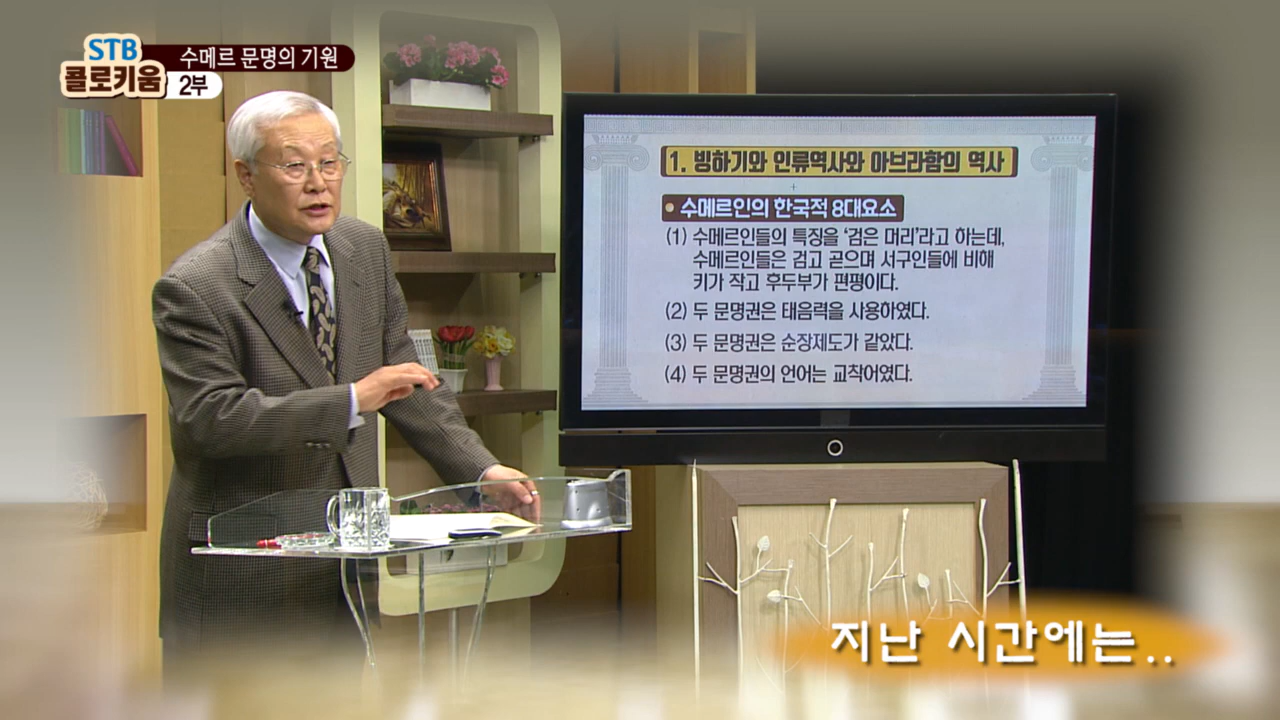 STB
콜로키움
수메르 문명의 기원
2부
1. 빙하기와 인류역사와 아브라함의 역사
수메르인의 한국적 8대요소
(1) 수메르인들의 특징을 '검은 머리'라고 하는데,
수메르인들은 검고 곧으며 서구인들에 비해
키가 작고 후두부가 편평이다.
(2) 두 문명권은 태음력을 사용하였다.
(3) 두 문명권은 순장제도가 같았다.
(4) 두 문명권의 언어는 교착어였다.
지난 시간에는..